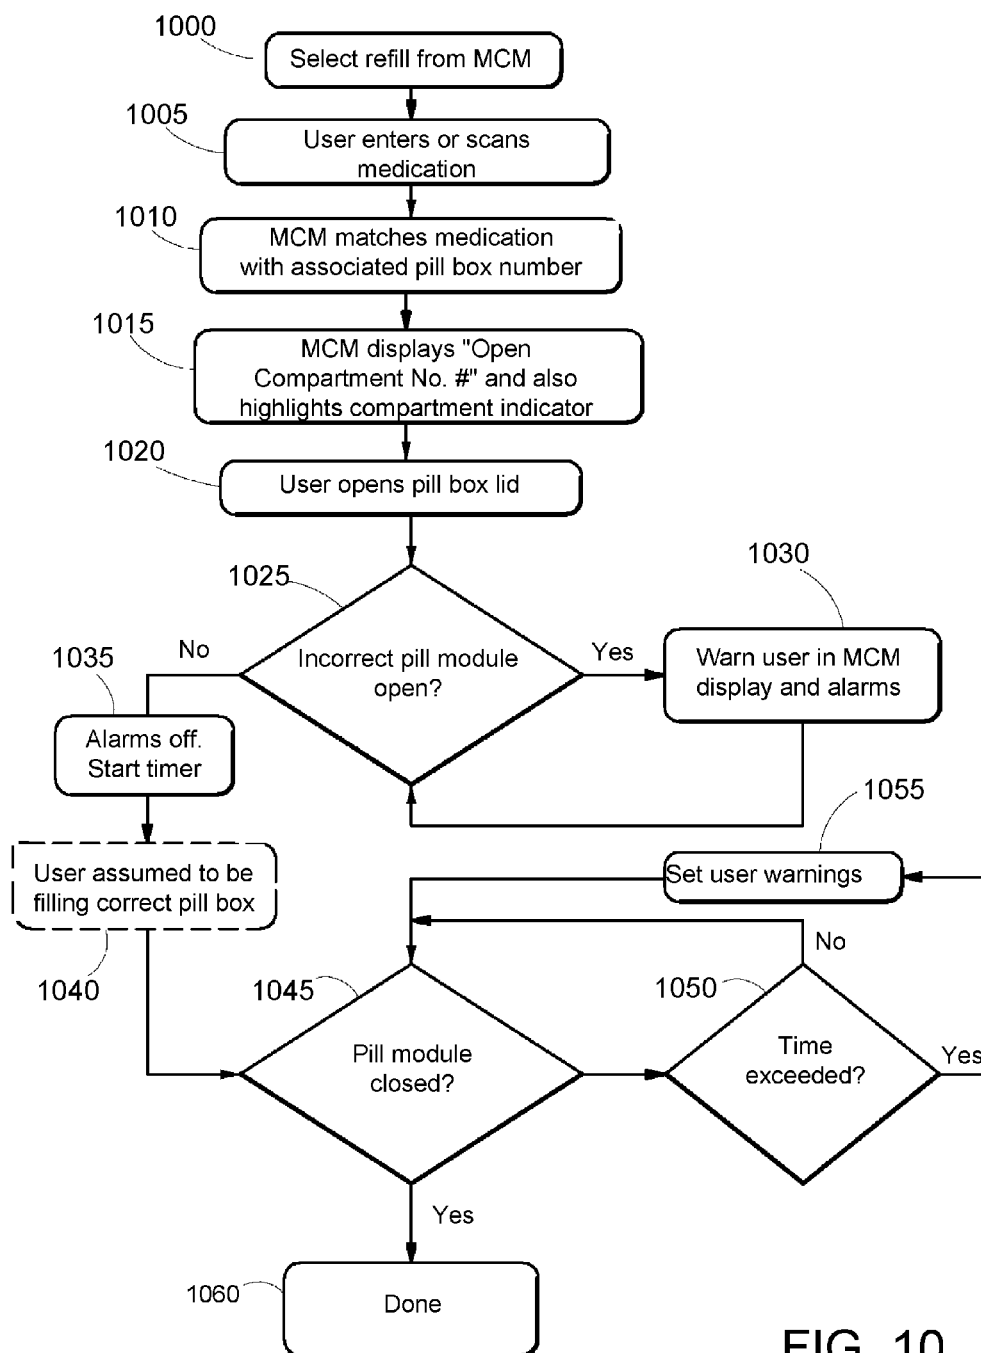 1000
Select refill from MCM
1005
User enters or scans
medication
1010
MCM matches medication
with associated pill box number
1015
MCM displays "Open
Compartment No. #" and also
highlights compartment indicator
1020
User opens pill box lid
1025
Incorrect pill module
open?
No
Yes
1030
Warn user in MCM
display and alarms
1035
Alarms off.
Start timer
1055
Set user warnings
User assumed to be
filling correct pill box
1040
No
1045
Pill module
closed?
1050
Time
exceeded?
Yes
Yes
1060
Done
FIG. 10